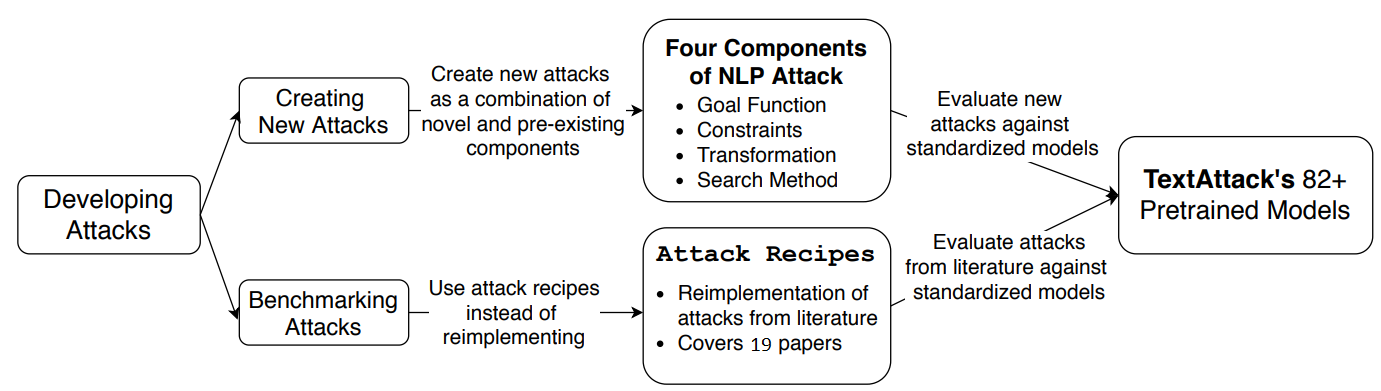 Developing
Attacks
Creating
New Attacks
Create new attacks
as a combination of
novel and pre-existing
components
Four Components
of NLP Attack
• Goal Function
• Constraints
• Transformation
• Search Method
Evaluate new
attacks against
standardized models
Benchmarking
Attacks
Use attack recipes
instead of
reimplementing
Attack Recipes
• Reimplementation of
attacks from literature
• Covers 19 papers
Evaluate attacks
from literature against
standardized models
TextAttack's 82+
Pretrained Models